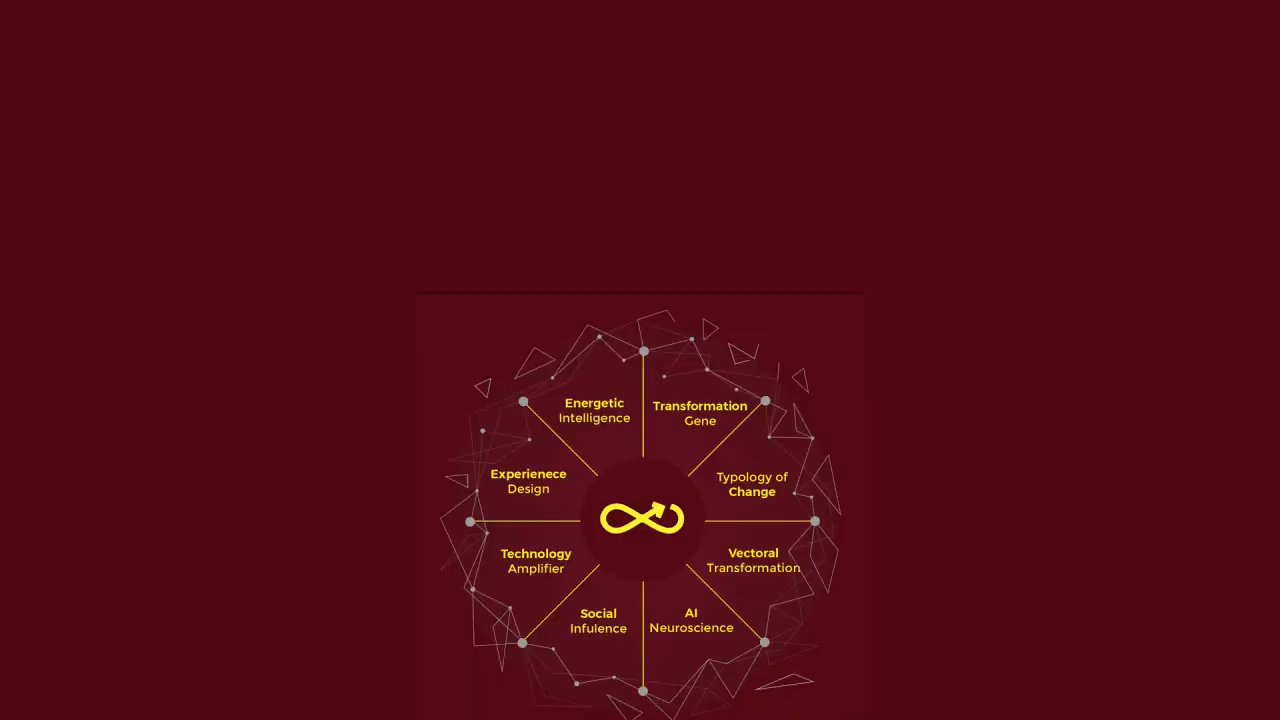 Energetic
Intelligence
Transformation
Gene
Experienece
Design
Typology of
Change
Technology
Amplifier
Vectoral
Transformation
Social
Infulence
AI
Neuroscience